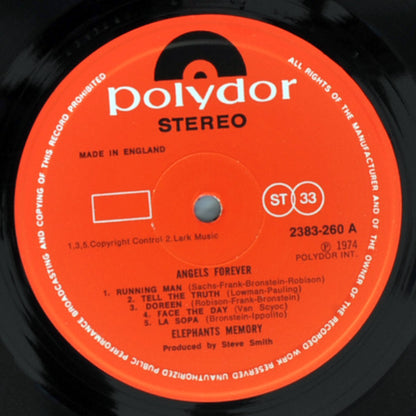 polydor
STEREO
MADE IN ENGLAND
ST 33
2383-260 A
1,3,5.Copyright Control 2.Lark Music
℗ 1974
POLYDOR INT.
ANGELS FOREVER
1. RUNNING MAN (Sachs-Frank-Bronstein-Robison)
2. TELL THE TRUTH (Lowman-Pauling)
3. DOREEN (Robison-Frank-Bronstein)
4. FACE THE DAY (Van Scyoc)
5. LA SOPA (Bronstein-Ippolito)
ELEPHANTS MEMORY
Produced by Steve Smith
ALL RIGHTS OF THE MANUFACTURER AND OF THE OWNER OF THE RECORDED WORK RESERVED UNAUTHORIZED PUBLIC PERFORMANCE BROADCASTING AND COPYING OF THIS RECORD PROHIBITED